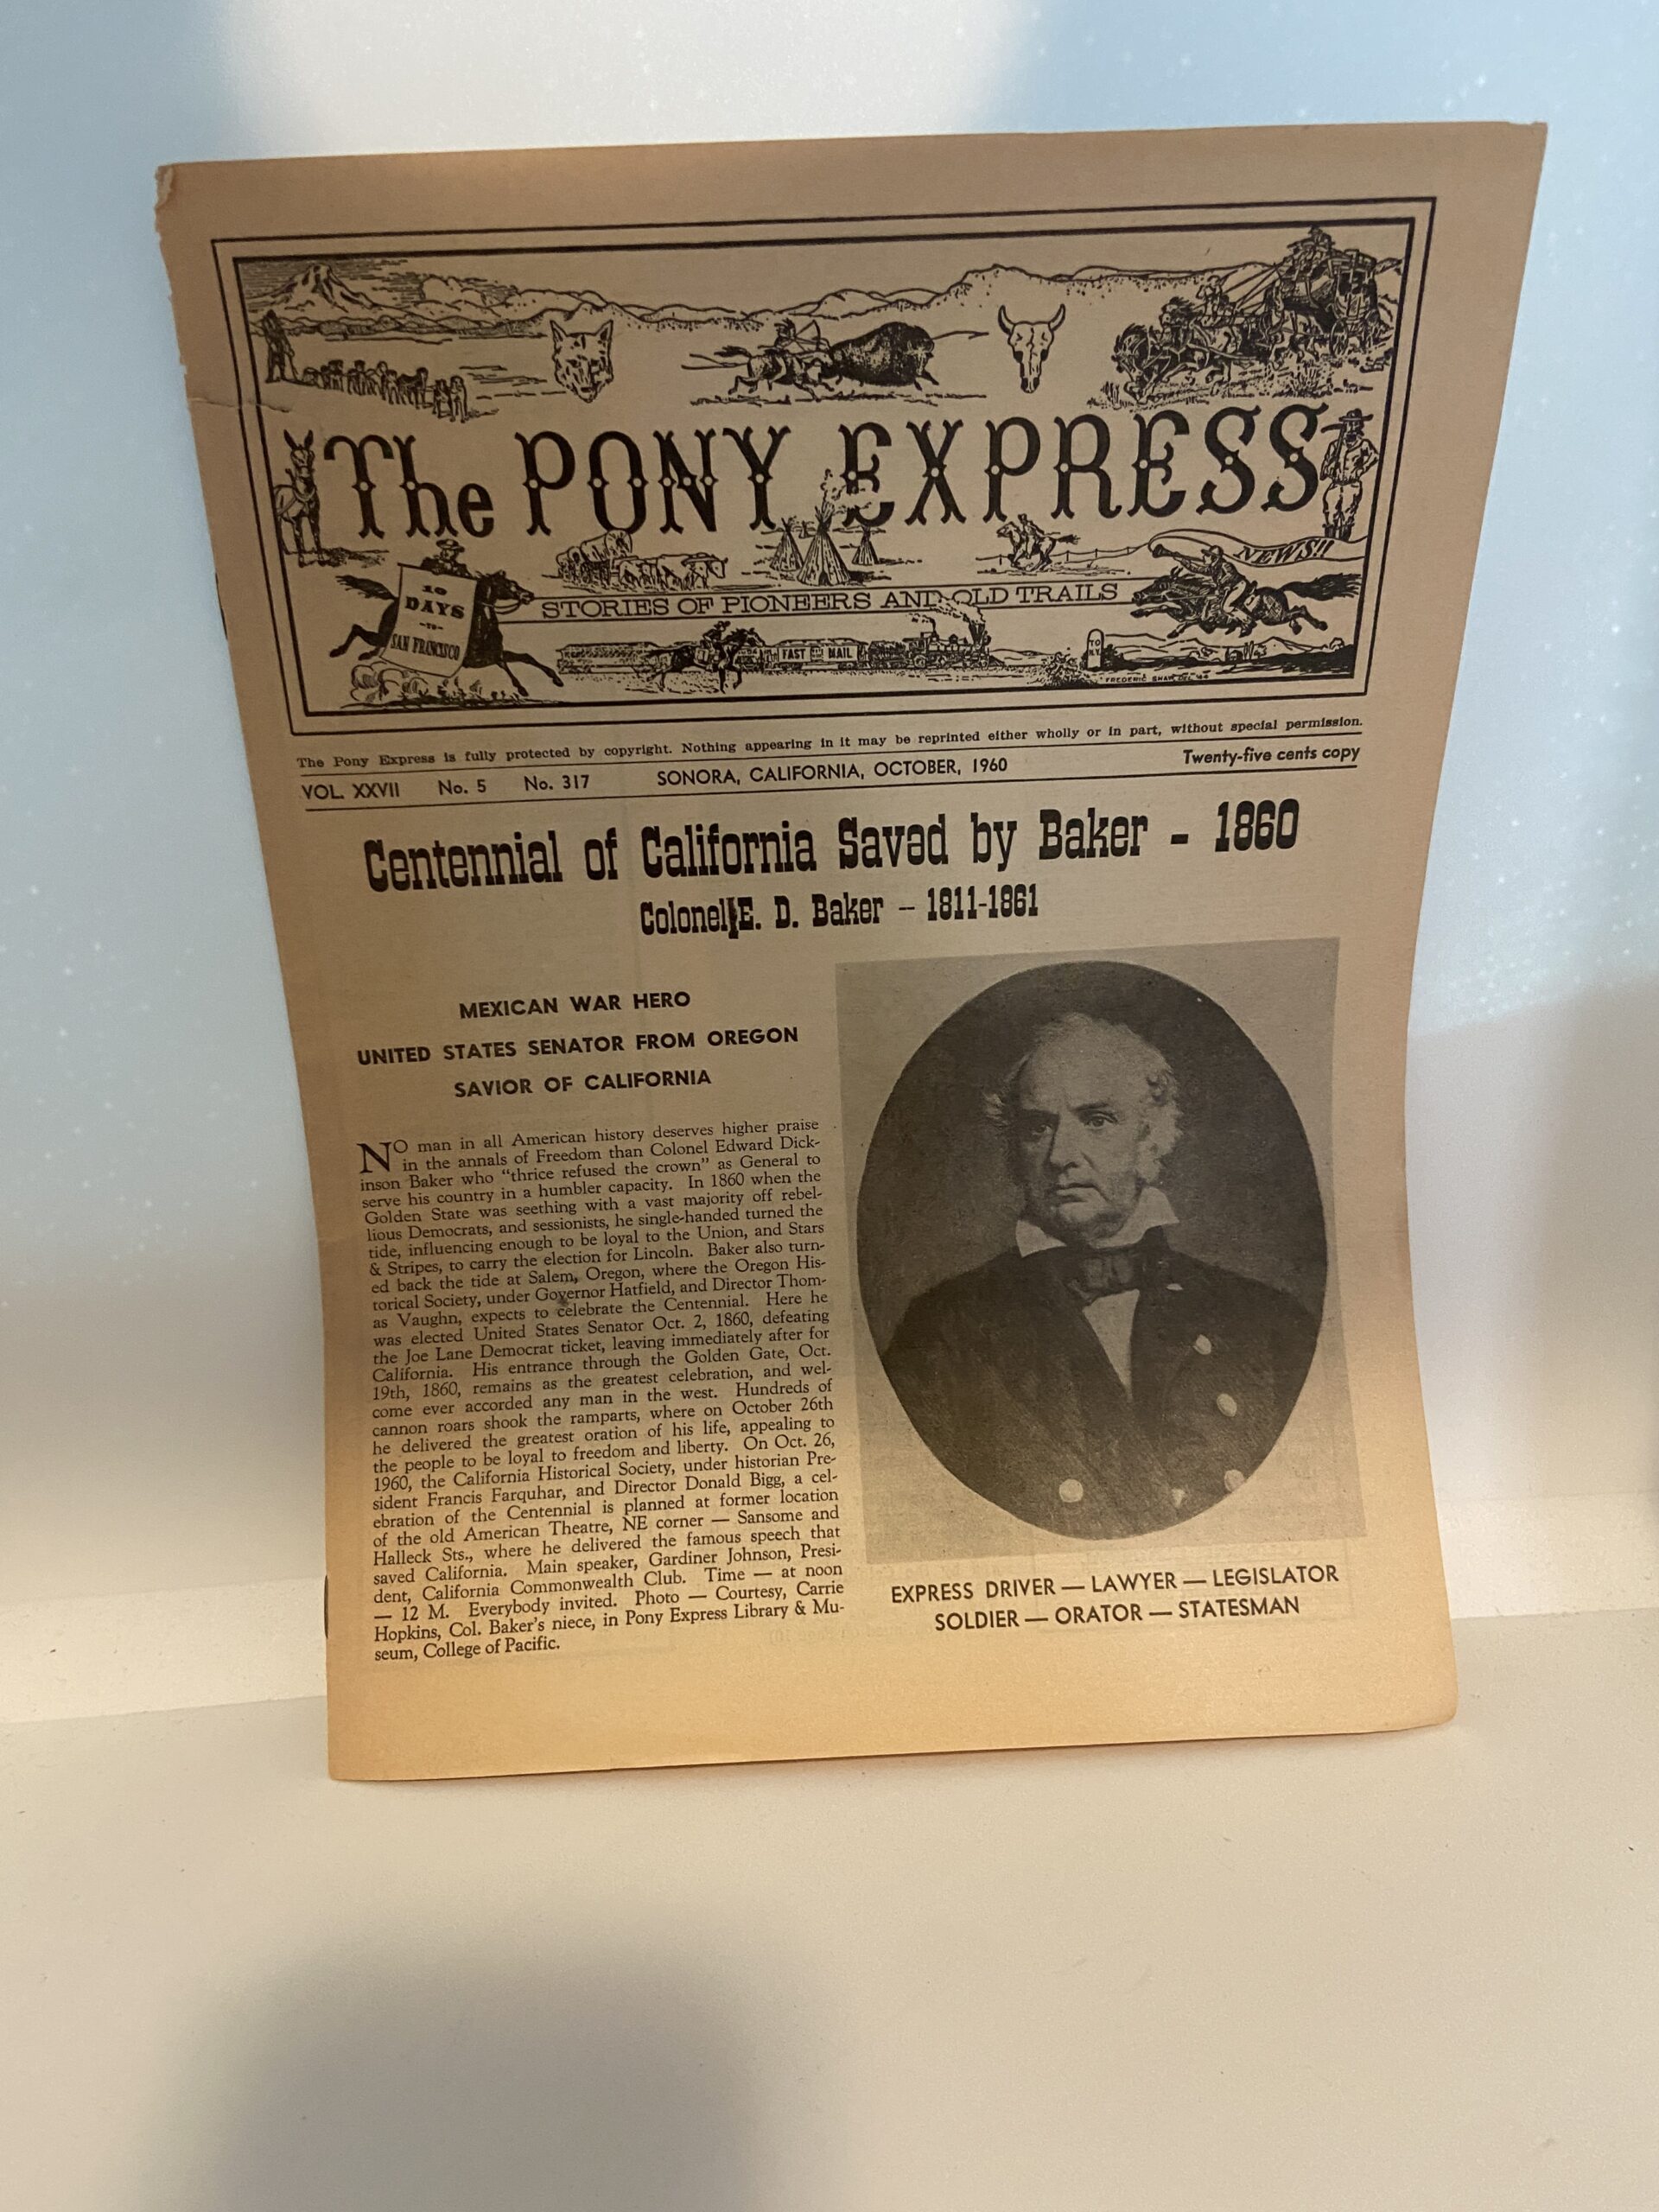 The PONY EXPRESS
NEWS!!
10
DAYS
-TO-
SAN FRANCISCO
STORIES OF PIONEERS AND OLD TRAILS
FAST MAIL
TO
N.Y.
FREDERIC SHAW, DEL.
The Pony Express is fully protected by copyright. Nothing appearing in it may be reprinted either wholly or in part, without special permission.
VOL. XXVII No. 5 No. 317 SONORA, CALIFORNIA, OCTOBER, 1960 Twenty-five cents copy
Centennial of California Saved by Baker - 1860
Colonel E. D. Baker – 1811-1861
MEXICAN WAR HERO
UNITED STATES SENATOR FROM OREGON
SAVIOR OF CALIFORNIA
NO man in all American history deserves higher praise
in the annals of Freedom than Colonel Edward Dick-
inson Baker who "thrice refused the crown" as General to
serve his country in a humbler capacity. In 1860 when the
Golden State was seething with a vast majority off rebel-
lious Democrats, and sessionists, he single-handed turned the
tide, influencing enough to be loyal to the Union, and Stars
& Stripes, to carry the election for Lincoln. Baker also turn-
ed back the tide at Salem, Oregon, where the Oregon His-
torical Society, under Governor Hatfield, and Director Thom-
as Vaughn, expects to celebrate the Centennial. Here he
was elected United States Senator Oct. 2, 1860, defeating
the Joe Lane Democrat ticket, leaving immediately after for
California. His entrance through the Golden Gate, Oct.
19th, 1860, remains as the greatest celebration, and wel-
come ever accorded any man in the west. Hundreds of
cannon roars shook the ramparts, where on October 26th
he delivered the greatest oration of his life, appealing to
the people to be loyal to freedom and liberty. On Oct. 26,
1960, the California Historical Society, under historian Pre-
sident Francis Farquhar, and Director Donald Bigg, a cel-
ebration of the Centennial is planned at former location
of the old American Theatre, NE corner — Sansome and
Halleck Sts., where he delivered the famous speech that
saved California. Main speaker, Gardiner Johnson, Presi-
dent, California Commonwealth Club. Time — at noon
— 12 M. Everybody invited. Photo — Courtesy, Carrie
Hopkins, Col. Baker's niece, in Pony Express Library & Mu-
seum, College of Pacific.
EXPRESS DRIVER — LAWYER — LEGISLATOR
SOLDIER — ORATOR — STATESMAN